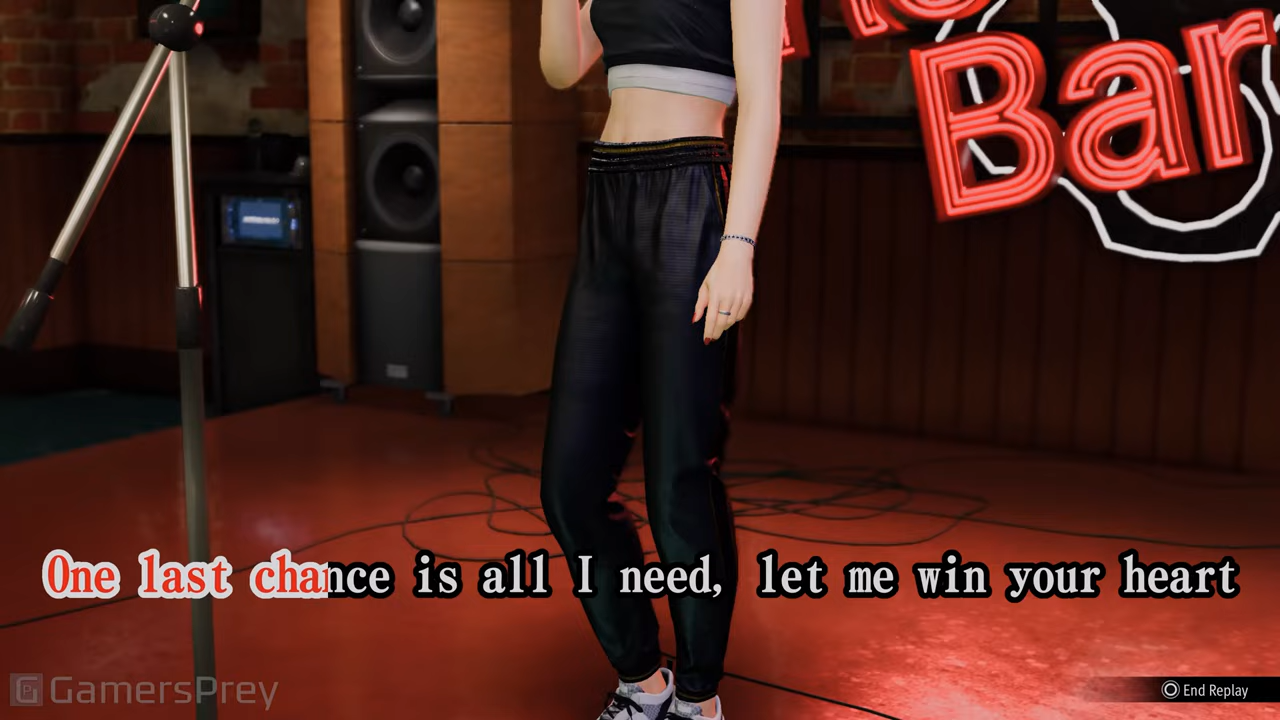 Bar
One last chance is all I need, let me win your heart
GamersPrey
End Replay